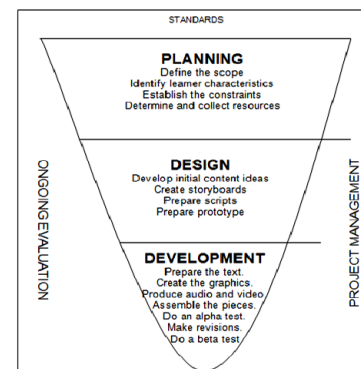 STANDARDS
PLANNING
Define the scope
Identify learner characteristics
Establish the constraints
Determine and collect resources
DESIGN
Develop initial content ideas
Create storyboards
Prepare scripts
Prepare prototype
DEVELOPMENT
Prepare the text.
Create the graphics.
Produce audio and video
Assemble the pieces.
Do an alpha test.
Make revisions.
Do a beta test
ONGOING EVALUATION
PROJECT MANAGEMENT